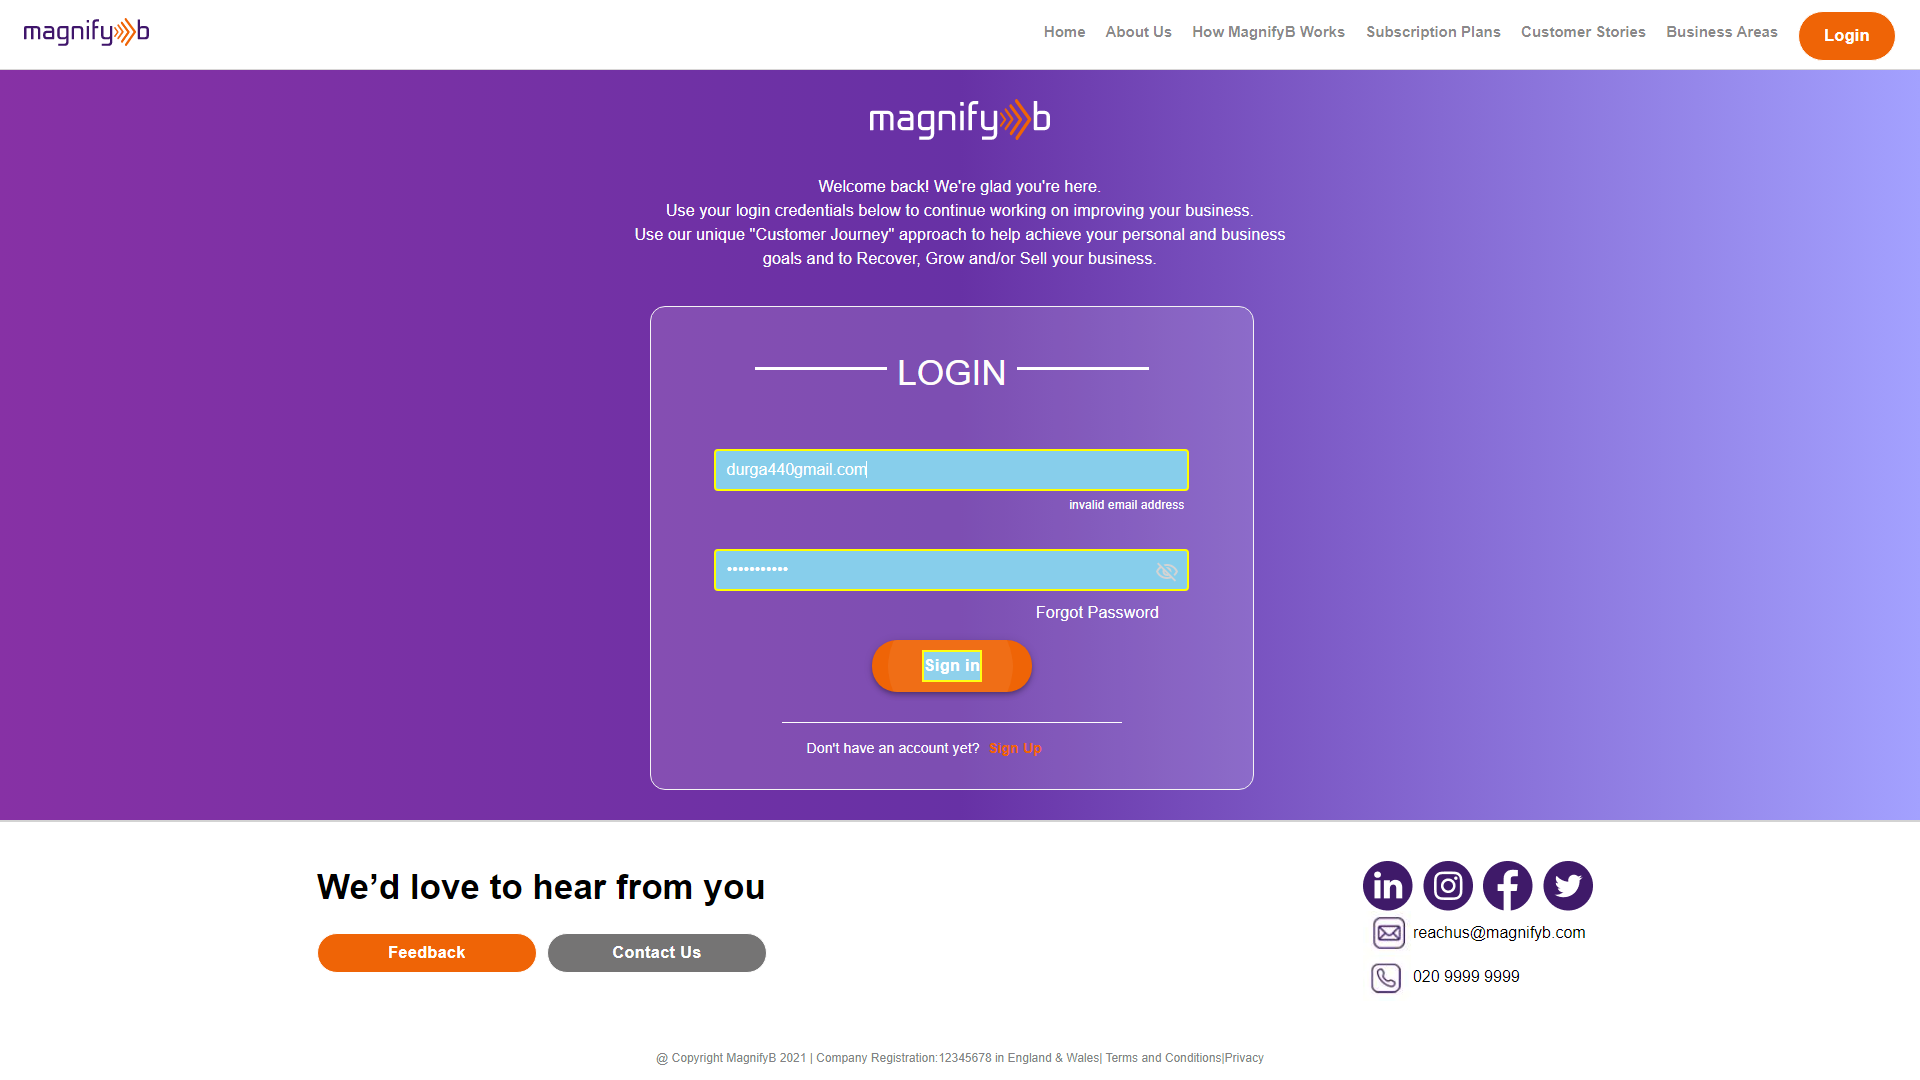 magnifyb
Home
About Us
How MagnifyB Works
Subscription Plans
Customer Stories
Business Areas
Login
magnifyb
Welcome back! We're glad you're here.
Use your login credentials below to continue working on improving your business.
Use our unique "Customer Journey" approach to help achieve your personal and business
goals and to Recover, Grow and/or Sell your business.
LOGIN
durga440gmail.com
invalid email address
•••••••••••
Forgot Password
Sign in
Don't have an account yet? Sign Up
We’d love to hear from you
Feedback
Contact Us
reachus@magnifyb.com
020 9999 9999
@ Copyright MagnifyB 2021 | Company Registration:12345678 in England & Wales| Terms and Conditions|Privacy